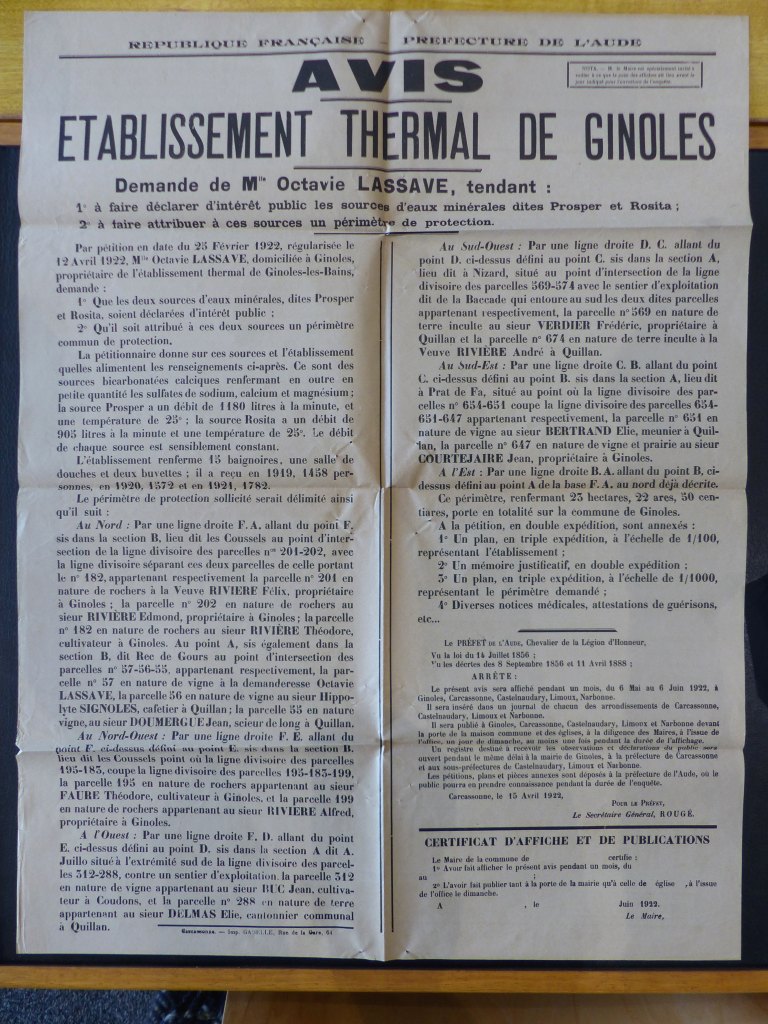 REPUBLIQUE FRANÇAISE — PREFECTURE DE L'AUDE
AVIS
NOTA. — M. le Maire est spécialement invité à
veiller à ce que la pose des affiches ait lieu avant le
jour indiqué pour l'ouverture de l'enquête.
ETABLISSEMENT THERMAL DE GINOLES
Demande de Mlle Octavie LASSAVE, tendant :
1° à faire déclarer d'intérêt public les sources d'eaux minérales dites Prosper et Rosita ;
2° à faire attribuer à ces sources un périmètre de protection.
Par pétition en date du 25 Février 1922, régularisée le
12 Avril 1922, Mlle Octavie LASSAVE, domiciliée à Ginoles,
propriétaire de l'établissement thermal de Ginoles-les-Bains,
demande :
1° Que les deux sources d'eaux minérales, dites Prosper
et Rosita, soient déclarées d'intérêt public ;
2° Qu'il soit attribué à ces deux sources un périmètre
commun de protection.
La pétitionnaire donne sur ces sources et l'établissement
quelles alimentent les renseignements ci-après. Ce sont des
sources bicarbonatées calciques renfermant en outre en
petite quantité les sulfates de sodium, calcium et magnésium ;
la source Prosper a un débit de 1180 litres à la minute, et
une température de 25° ; la source Rosita a un débit de
905 litres à la minute et une température de 25°. Le débit
de chaque source est sensiblement constant.
L'établissement renferme 15 baignoires, une salle de
douches et deux buvettes ; il a reçu en 1919, 1458 per-
sonnes, en 1920, 1572 et en 1921, 1782.
Le périmètre de protection sollicité serait délimité ainsi
qu'il suit :
Au Nord : Par une ligne droite F. A. allant du point F.
sis dans la section B, lieu dit les Coussels au point d'inter-
section de la ligne divisoire des parcelles nos 201-202, avec
la ligne divisoire séparant ces deux parcelles de celle portant
le n° 182, appartenant respectivement la parcelle n° 201 en
nature de rochers à la Veuve RIVIÈRE Félix, propriétaire
à Ginoles ; la parcelle n° 202 en nature de rochers au
sieur RIVIÈRE Edmond, propriétaire à Ginoles ; la parcelle
n° 182 en nature de rochers au sieur RIVIÈRE Théodore,
cultivateur à Ginoles. Au point A, sis également dans la
section B, dit Rec de Gours au point d'intersection des
parcelles n° 57-56-55, appartenant respectivement, la par-
celle n° 57 en nature de vigne à la demanderesse Octavie
LASSAVE, la parcelle 56 en nature de vigne au sieur Hippo-
lyte SIGNOLES, cafetier à Quillan ; la parcelle 55 en nature
vigne, au sieur DOUMERGUE Jean, scieur de long à Quillan.
Au Nord-Ouest : Par une ligne droite F. E. allant du
point F. ci-dessus défini au point E. sis dans la section B.
lieu dit les Coussels point où la ligne divisoire des parcelles
195-185, coupe la ligne divisoire des parcelles 195-185-199,
la parcelle 195 en nature de rochers appartenant au sieur
FAURE Théodore, cultivateur à Ginoles, et la parcelle 199
en nature de rochers appartenant au sieur RIVIÈRE Alfred,
propriétaire à Ginoles.
A l'Ouest : Par une ligne droite E. D. allant du point
E. ci-dessus défini au point D. sis dans la section A dit A.
Juillo situé à l'extrémité sud de la ligne divisoire des parcel-
les 312-288, contre un sentier d'exploitation, la parcelle 312
en nature de vigne appartenant au sieur BUC Jean, cultiva-
teur à Coudons, et la parcelle n° 288 en nature de terre
appartenant au sieur DELMAS Elie, cantonnier communal
à Quillan.
Carcassonne. — Imp. GABELLE, Rue de la Gare, 64
Au Sud-Ouest : Par une ligne droite D. C. allant du
point D. ci-dessus défini au point C. sis dans la section A,
lieu dit à Nizard, situé au point d'intersection de la ligne
divisoire des parcelles 569-574 avec le sentier d'exploitation
dit de la Baccade qui entoure au sud les deux dites parcelles
appartenant respectivement, la parcelle n° 569 en nature de
terre inculte au sieur VERDIER Frédéric, propriétaire à
Quillan et la parcelle n° 674 en nature de terre inculte à la
Veuve RIVIÈRE André à Quillan.
Au Sud-Est : Par une ligne droite C. B. allant du point
C. ci-dessus défini au point B. sis dans la section A, lieu dit
à Prat de Fa, situé au point où la ligne divisoire des par-
celles n° 654-651 coupe la ligne divisoire des parcelles 654-
651-647 appartenant respectivement, la parcelle n° 651 en
nature de vigne au sieur BERTRAND Elie, meunier à Quil-
lan, la parcelle n° 647 en nature de vigne et prairie au sieur
COURTEJAIRE Jean, propriétaire à Ginoles.
A l'Est : Par une ligne droite B. A. allant du point B, ci-
dessus défini au point A de la base F. A. au nord déjà décrite.
Ce périmètre, renfermant 23 hectares, 22 ares, 50 cen-
tiares, porte en totalité sur la commune de Ginoles.
A la pétition, en double expédition, sont annexés :
1° Un plan, en triple expédition, à l'échelle de 1/100,
représentant l'établissement ;
2° Un mémoire justificatif, en double expédition ;
3° Un plan, en triple expédition, à l'échelle de 1/1000,
représentant le périmètre demandé ;
4° Diverses notices médicales, attestations de guérisons,
etc...
Le PRÉFET DE L'AUDE, Chevalier de la Légion d'Honneur,
Vu la loi du 14 Juillet 1856 ;
Vu les décrtes des 8 Septembre 1856 et 11 Avril 1888 ;
ARRÊTE :
Le présent avis sera affiché pendant un mois, du 6 Mai au 6 Juin 1922, à
Ginoles, Carcassonne, Castelnaudary, Limoux, Narbonne.
Il sera inséré dans un journal de chacun des arrondissements de Carcassonne,
Castelnaudary, Limoux et Narbonne.
Il sera publié à Ginoles, Carcassonne, Castelnaudary, Limoux et Narbonne devant
la porte de la maison commune et des églises, à la diligence des Maires, à l'issue de
l'office, un jour de dimanche, au moins une fois pendant la durée de l'affichage.
Un registre destiné à recevoir les observations et déclarations du public sera
ouvert pendant le même délai à la mairie de Ginoles, à la préfecture de Carcassonne
et aux sous-préfectures de Castelnaudary, Limoux et Narbonne.
Les pétitions, plans et pièces annexes sont déposés à la préfecture de l'Aude, où le
public pourra en prendre connaissance pendant la durée de l'enquête.
Carcassonne, le 15 Avril 1922,
POUR LE PRÉFET,
Le Secrétaire Général, ROUGÉ.
CERTIFICAT D'AFFICHE ET DE PUBLICATIONS
Le Maire de la commune de certifie :
1° Avoir fait afficher le présent avis pendant un mois, du
au ;
2° L'avoir fait publier tant à la porte de la mairie qu'à celle de église , à l'issue
de l'office le dimanche.
A , le Juin 1922.
Le Maire,